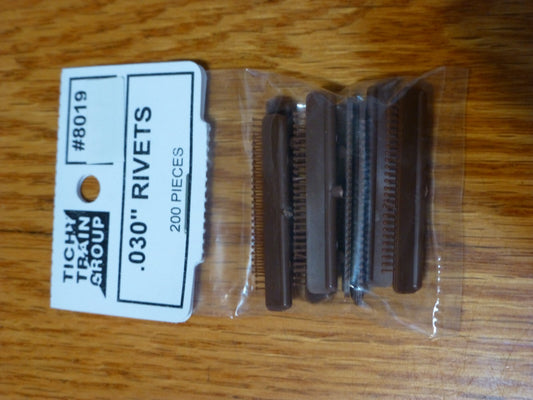 #8019
TICHY
TRAIN
GROUP
.030" RIVETS
200 PIECES